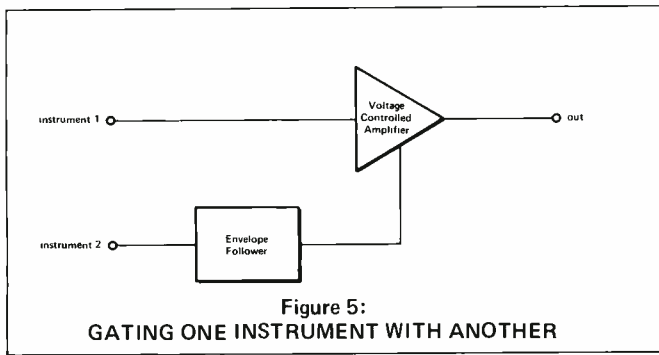 instrument 1
Voltage
Controlled
Amplifier
out
instrument 2
Envelope
Follower
Figure 5:
GATING ONE INSTRUMENT WITH ANOTHER